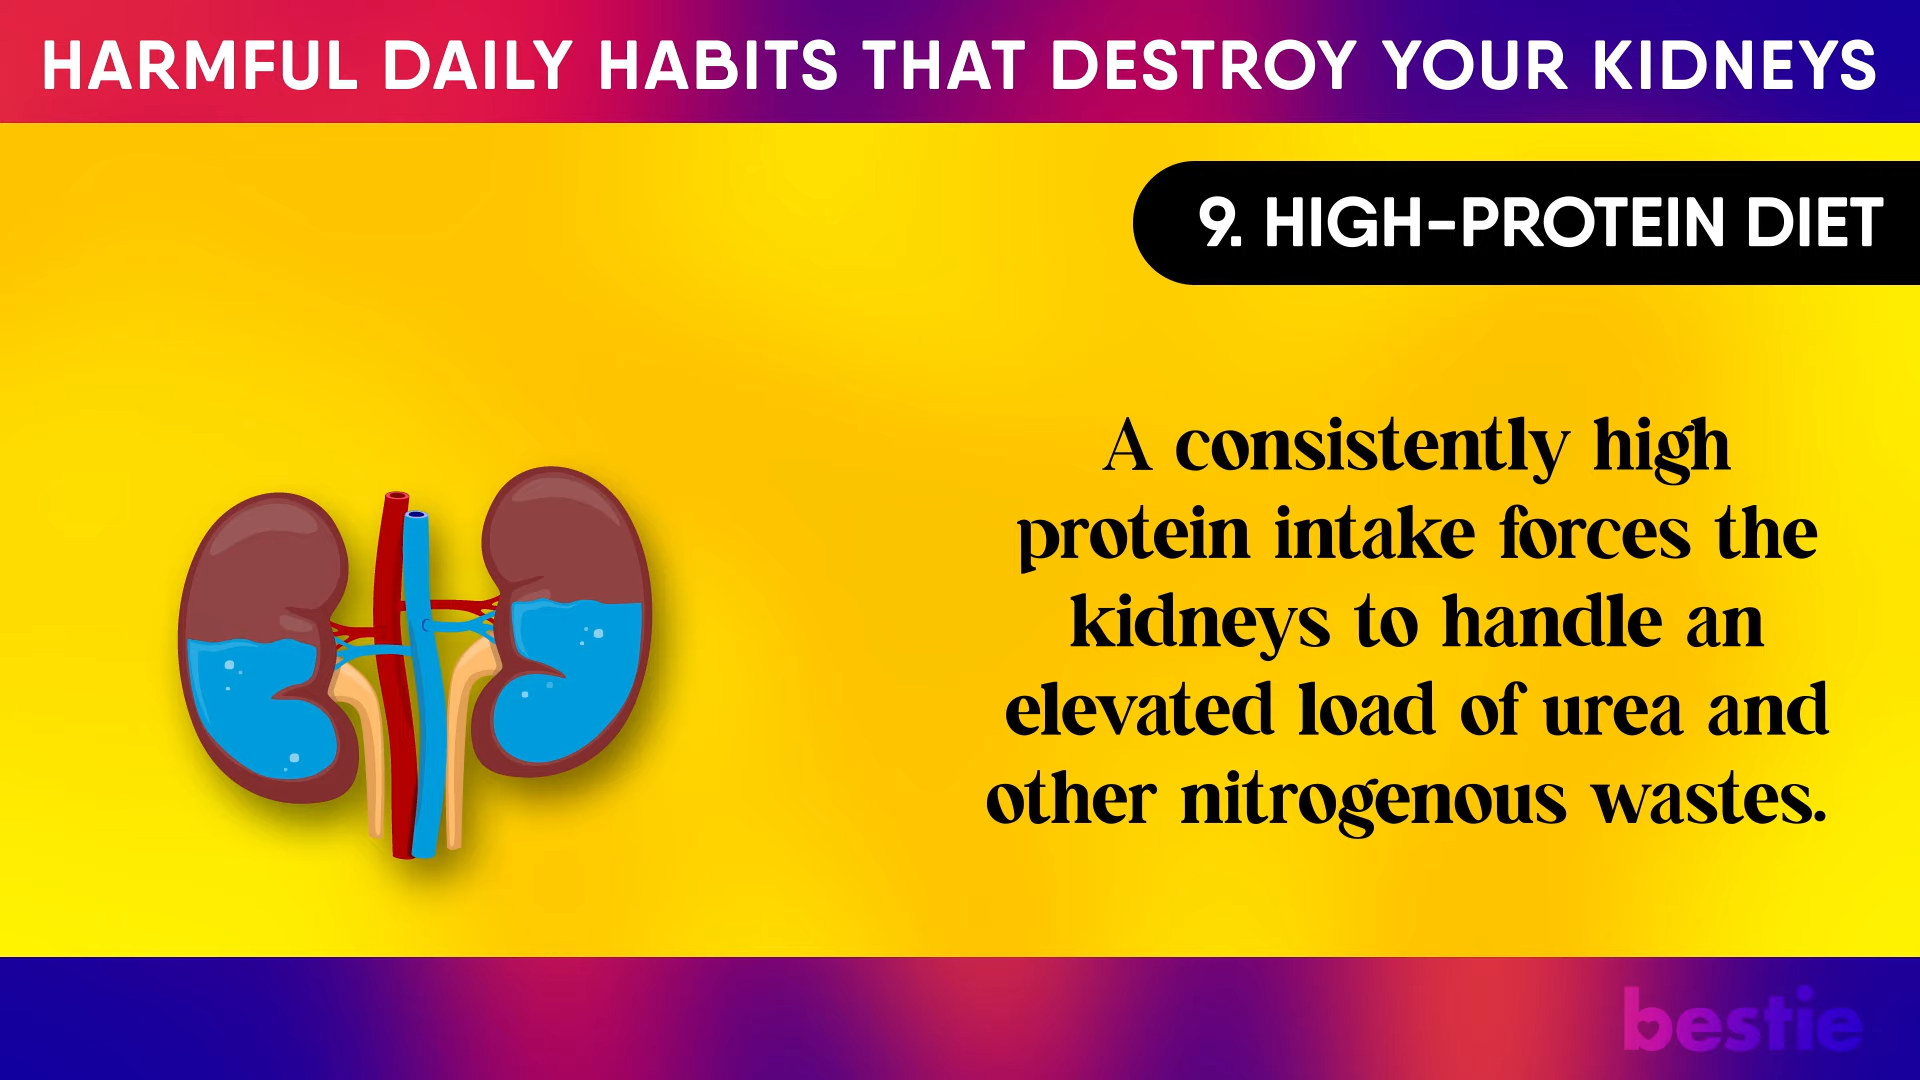 HARMFUL DAILY HABITS THAT DESTROY YOUR KIDNEYS
9. HIGH-PROTEIN DIET
A consistently high
protein intake forces the
kidneys to handle an
elevated load of urea and
other nitrogenous wastes.
bestie